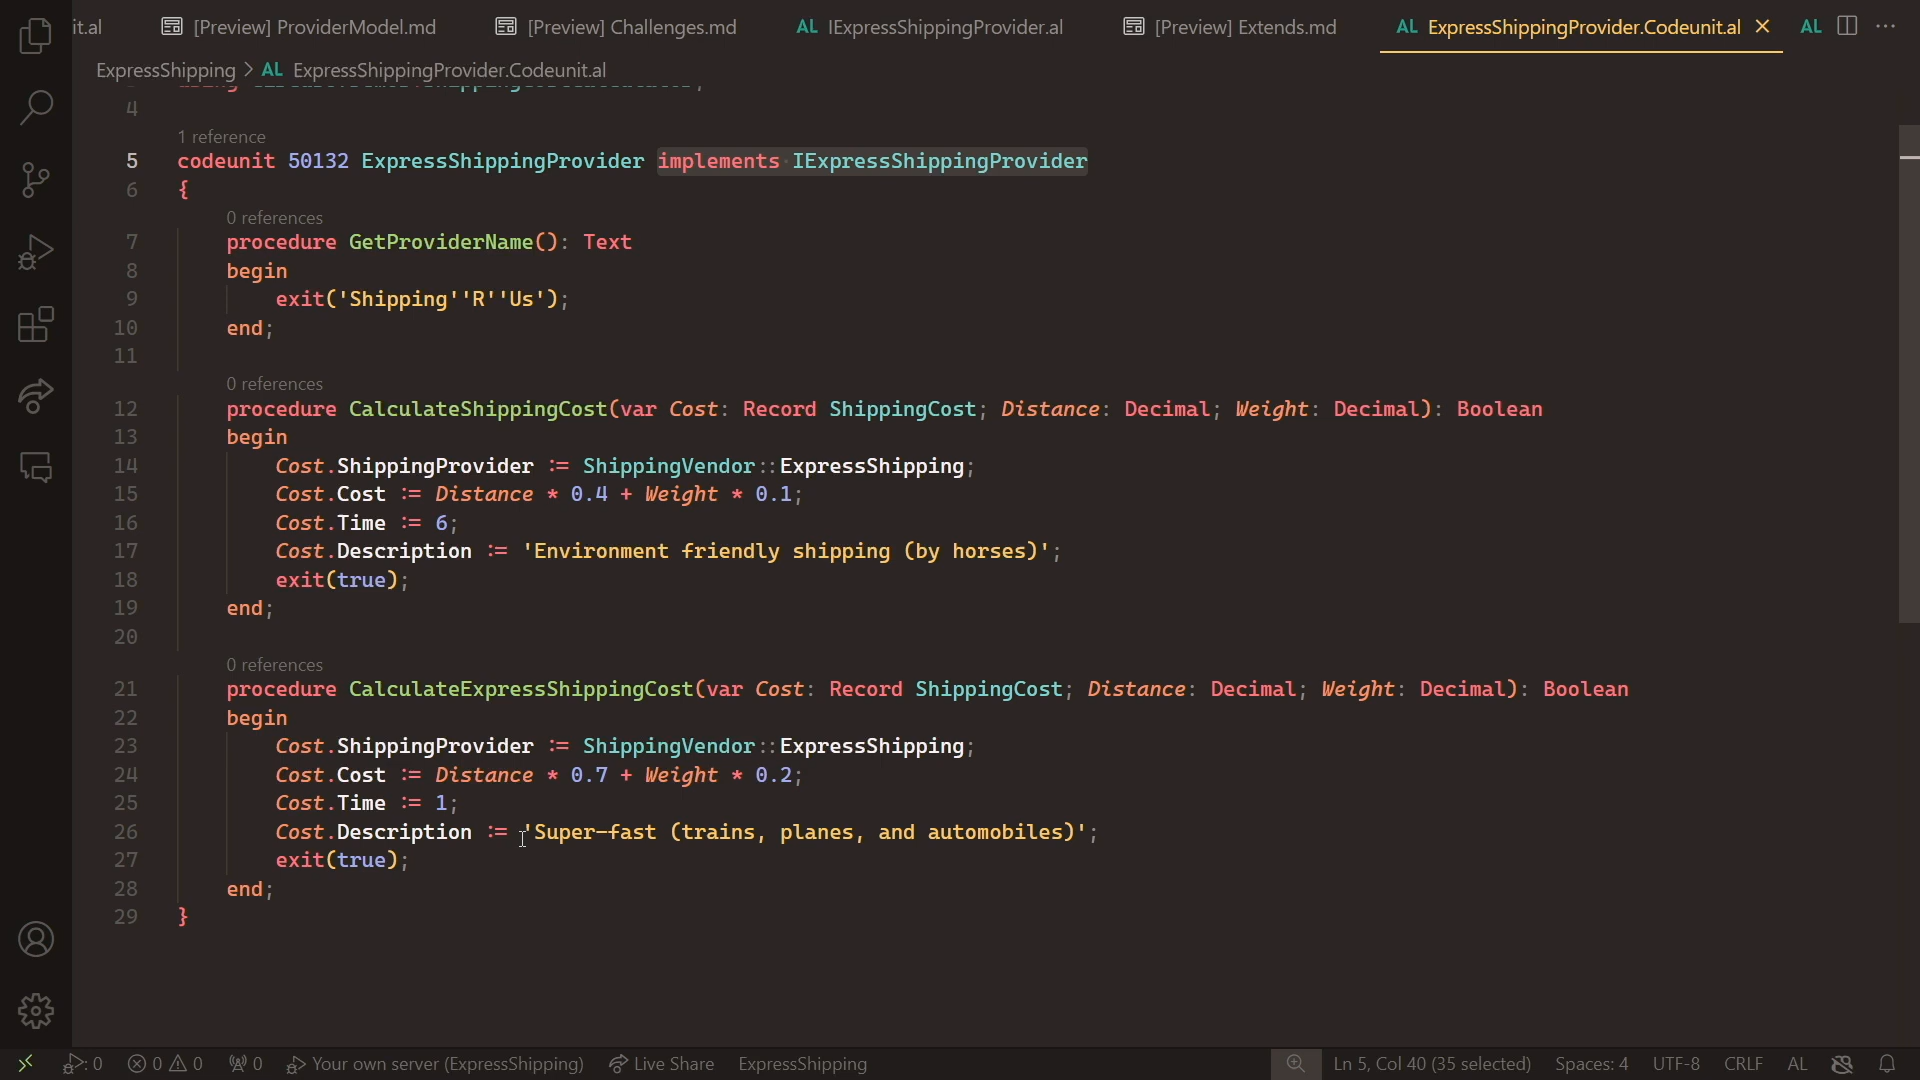 it.al [Preview] ProviderModel.md [Preview] Challenges.md AL IExpressShippingProvider.al [Preview] Extends.md AL ExpressShippingProvider.Codeunit.al AL
ExpressShipping > AL ExpressShippingProvider.Codeunit.al
4
1 reference
5 codeunit 50132 ExpressShippingProvider implements·IExpressShippingProvider
6 {
0 references
7 procedure GetProviderName(): Text
8 begin
9 exit('Shipping''R''Us');
10 end;
11
0 references
12 procedure CalculateShippingCost(var Cost: Record ShippingCost; Distance: Decimal; Weight: Decimal): Boolean
13 begin
14 Cost.ShippingProvider := ShippingVendor::ExpressShipping;
15 Cost.Cost := Distance * 0.4 + Weight * 0.1;
16 Cost.Time := 6;
17 Cost.Description := 'Environment friendly shipping (by horses)';
18 exit(true);
19 end;
20
0 references
21 procedure CalculateExpressShippingCost(var Cost: Record ShippingCost; Distance: Decimal; Weight: Decimal): Boolean
22 begin
23 Cost.ShippingProvider := ShippingVendor::ExpressShipping;
24 Cost.Cost := Distance * 0.7 + Weight * 0.2;
25 Cost.Time := 1;
26 Cost.Description := 'Super-fast (trains, planes, and automobiles)';
27 exit(true);
28 end;
29 }
: 0 0 0 0 Your own server (ExpressShipping) Live Share ExpressShipping Ln 5, Col 40 (35 selected) Spaces: 4 UTF-8 CRLF AL